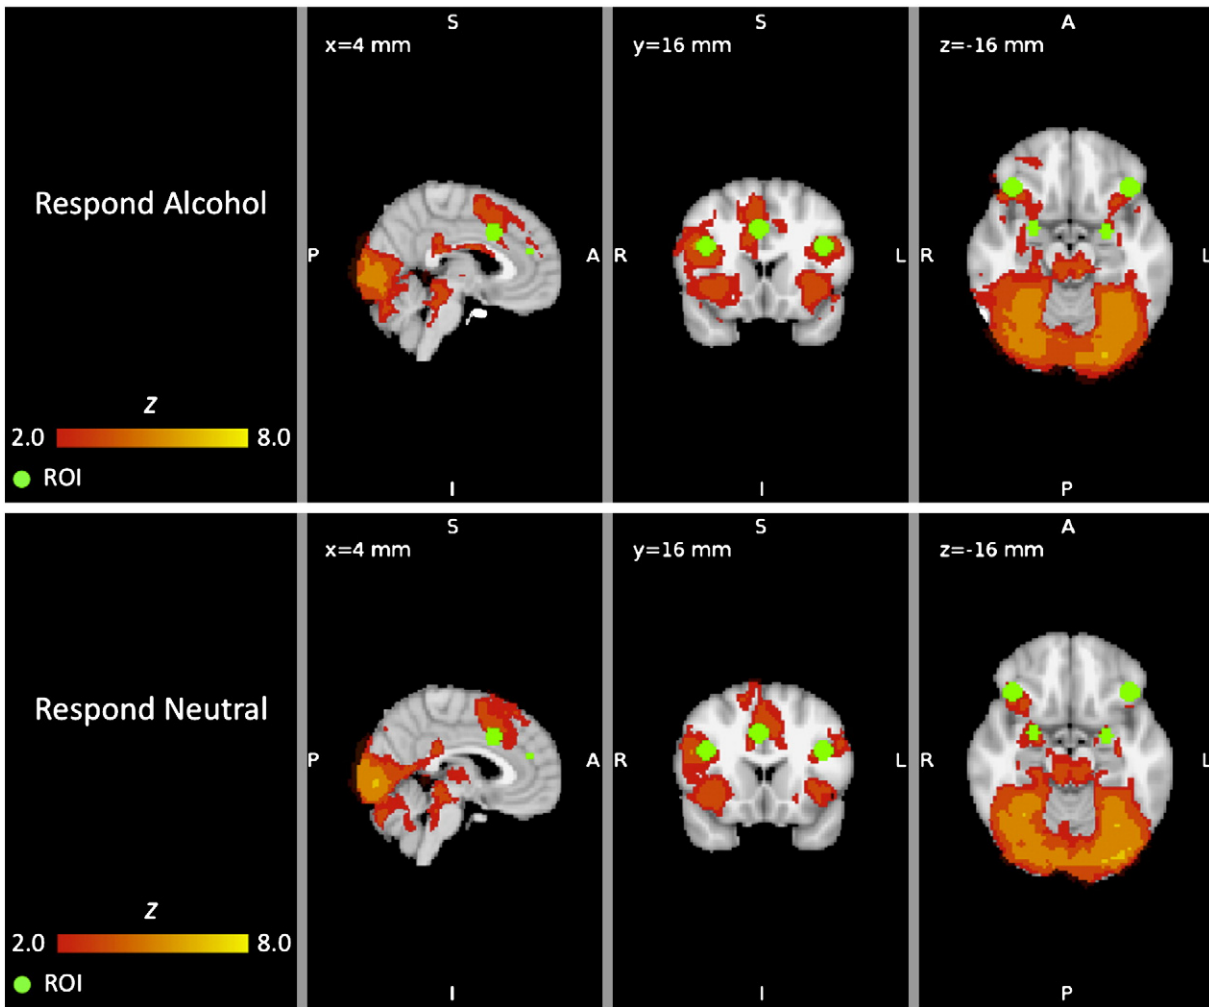 S
S
A
x=4 mm
y=16 mm
z=-16 mm
Respond Alcohol
P
A
R
L
R
L
Z
2.0
8.0
ROI
I
I
P
S
S
A
x=4 mm
y=16 mm
z=-16 mm
Respond Neutral
P
A
R
L
R
L
Z
2.0
8.0
ROI
I
I
P